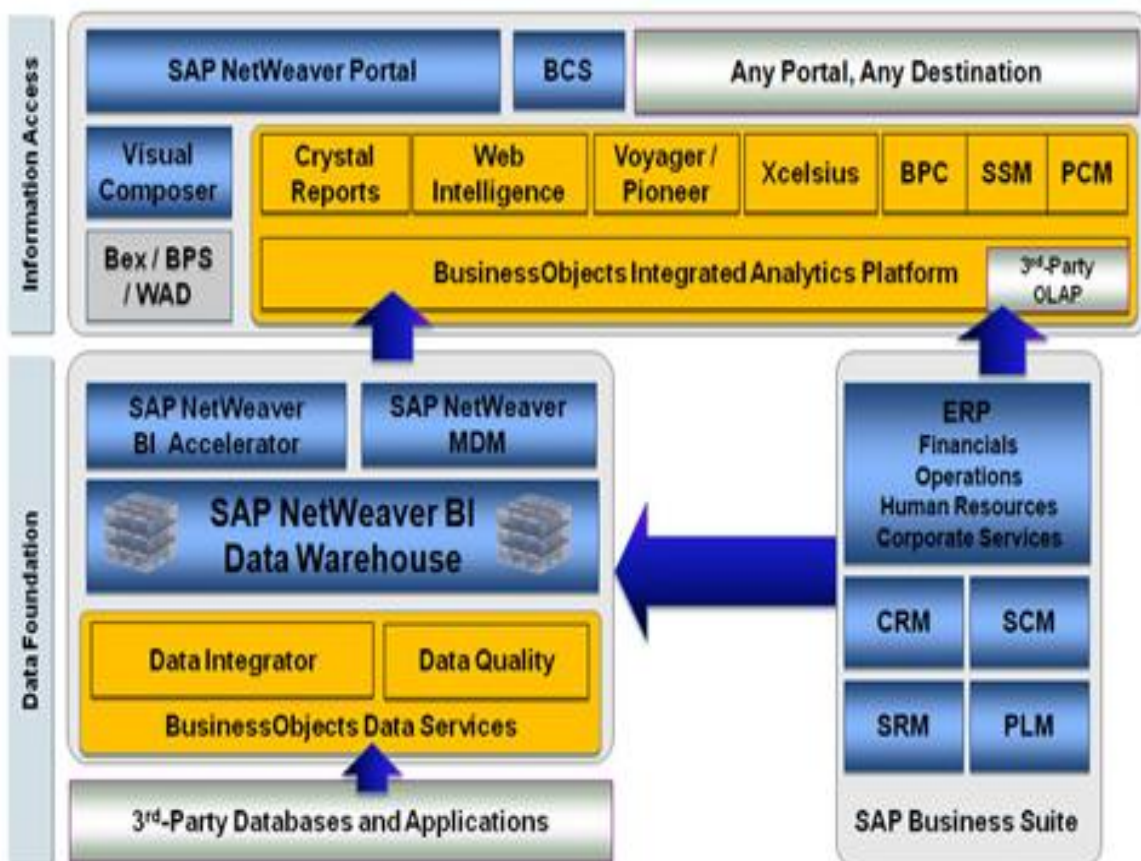 Information Access
SAP NetWeaver Portal
BCS
Any Portal, Any Destination
Visual
Composer
Crystal
Reports
Web
Intelligence
Voyager /
Pioneer
Xcelsius
BPC
SSM
PCM
Bex / BPS
/ WAD
BusinessObjects Integrated Analytics Platform
3rd-Party
OLAP
Data Foundation
SAP NetWeaver
BI Accelerator
SAP NetWeaver
MDM
SAP NetWeaver BI
Data Warehouse
Data Integrator
Data Quality
BusinessObjects Data Services
3rd-Party Databases and Applications
ERP
Financials
Operations
Human Resources
Corporate Services
CRM
SCM
SRM
PLM
SAP Business Suite